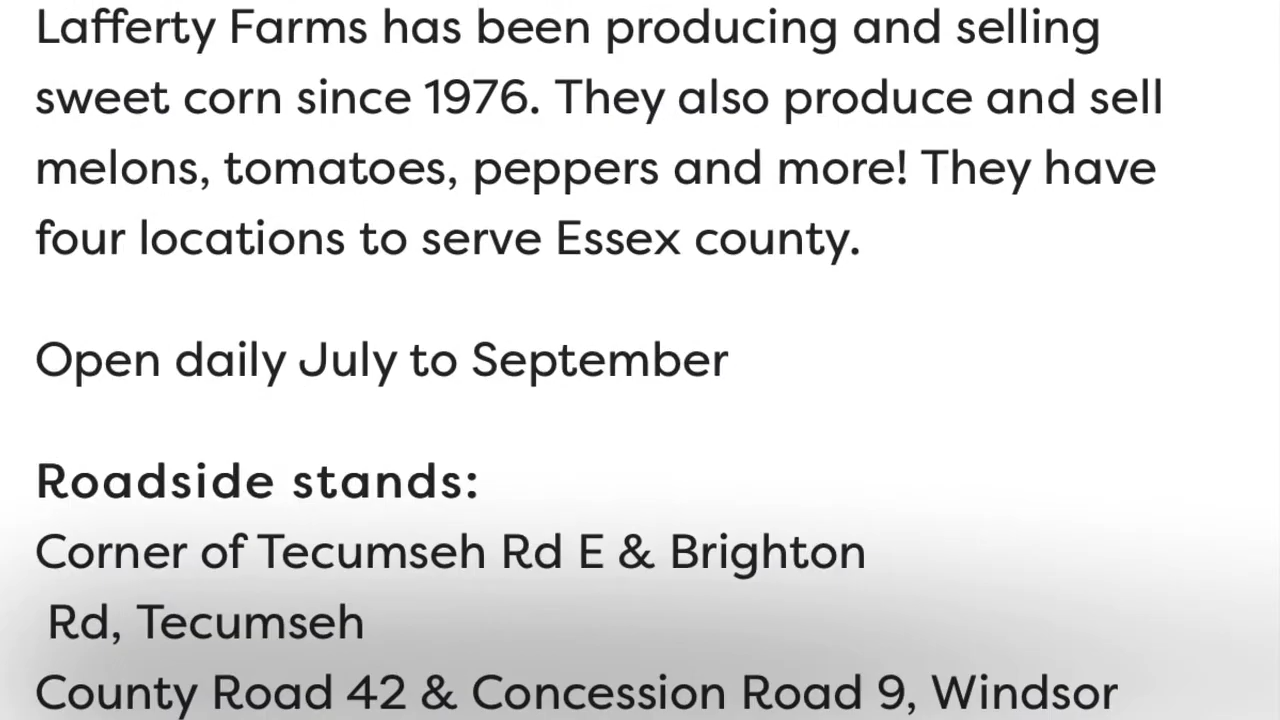 Lafferty Farms has been producing and selling
sweet corn since 1976. They also produce and sell
melons, tomatoes, peppers and more! They have
four locations to serve Essex county.
Open daily July to September
Roadside stands:
Corner of Tecumseh Rd E & Brighton
Rd, Tecumseh
County Road 42 & Concession Road 9, Windsor